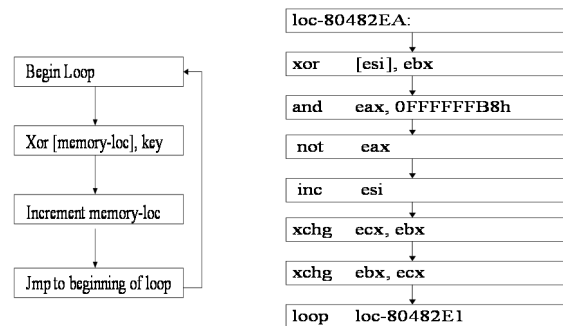 Begin Loop
Xor [memory-loc], key
Increment memory-loc
Jmp to beginning of loop
loc-80482EA:
xor [esi], ebx
and eax, 0FFFFFFB8h
not eax
inc esi
xchg ecx, ebx
xchg ebx, ecx
loop loc-80482E1